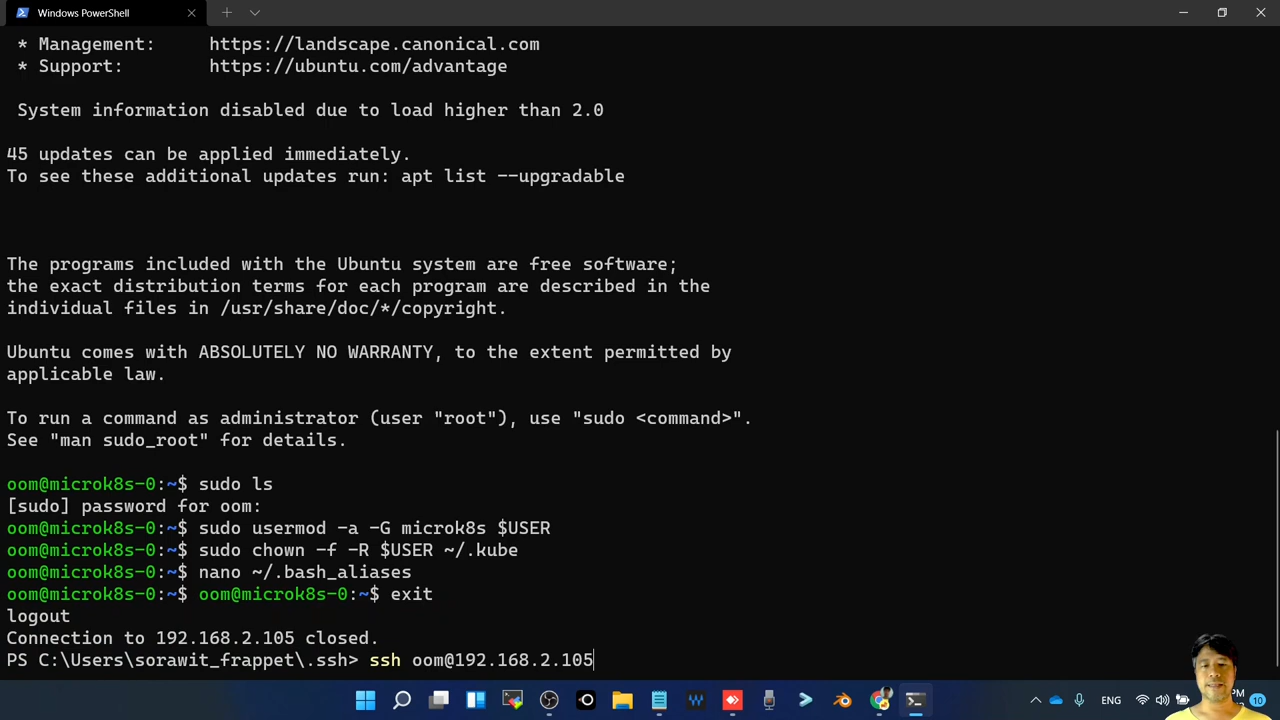 Windows PowerShell
* Management:     https://landscape.canonical.com
* Support:        https://ubuntu.com/advantage
System information disabled due to load higher than 2.0
45 updates can be applied immediately.
To see these additional updates run: apt list --upgradable
The programs included with the Ubuntu system are free software;
the exact distribution terms for each program are described in the
individual files in /usr/share/doc/*/copyright.
Ubuntu comes with ABSOLUTELY NO WARRANTY, to the extent permitted by
applicable law.
To run a command as administrator (user "root"), use "sudo <command>".
See "man sudo_root" for details.
oom@microk8s-0:~$ sudo ls
[sudo] password for oom:
oom@microk8s-0:~$ sudo usermod -a -G microk8s $USER
oom@microk8s-0:~$ sudo chown -f -R $USER ~/.kube
oom@microk8s-0:~$ nano ~/.bash_aliases
oom@microk8s-0:~$ oom@microk8s-0:~$ exit
logout
Connection to 192.168.2.105 closed.
PS C:\Users\sorawit_frappet\.ssh> ssh oom@192.168.2.105
ENG
PM
10